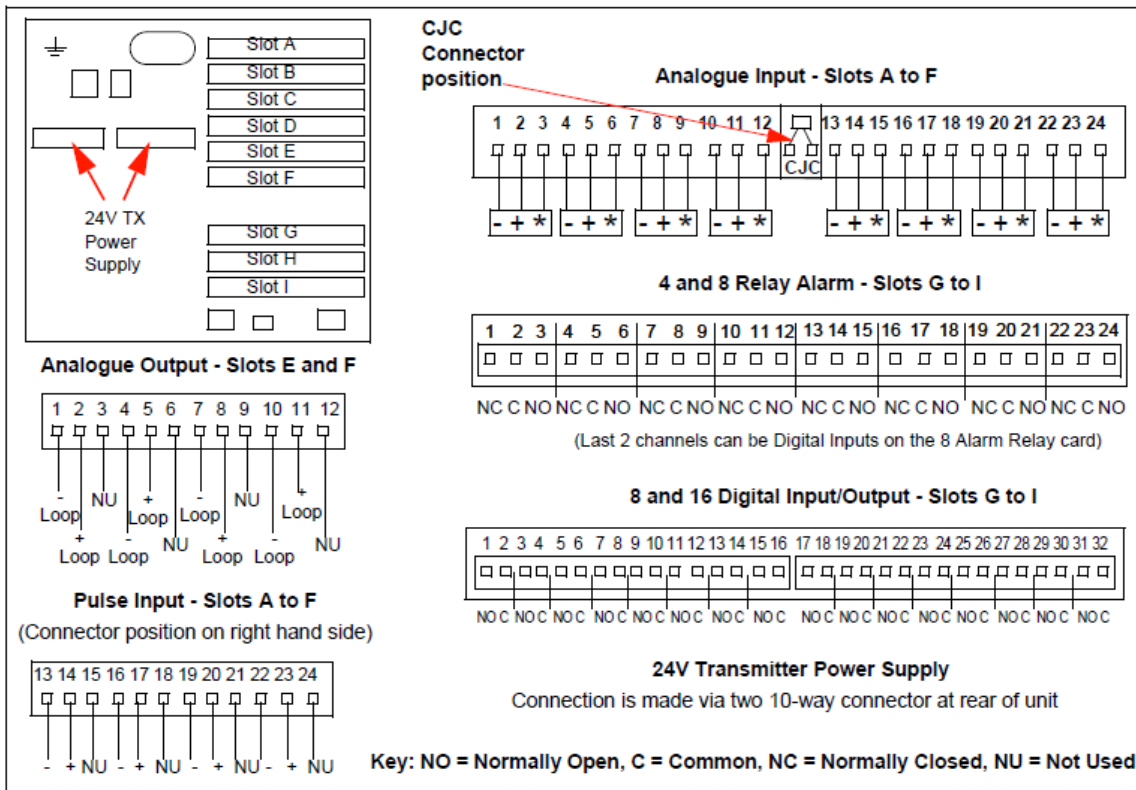 Slot A
Slot B
Slot C
Slot D
Slot E
Slot F
24V TX
Power
Supply
Slot G
Slot H
Slot I
CJC
Connector
position
Analogue Input - Slots A to F
1 2 3 4 5 6 7 8 9 10 11 12 13 14 15 16 17 18 19 20 21 22 23 24
CJC
- + * - + * - + * - + * - + * - + * - + * - + *
4 and 8 Relay Alarm - Slots G to I
1 2 3 4 5 6 7 8 9 10 11 12 13 14 15 16 17 18 19 20 21 22 23 24
NC C NO NC C NO NC C NO NC C NO NC C NO NC C NO NC C NO NC C NO
(Last 2 channels can be Digital Inputs on the 8 Alarm Relay card)
Analogue Output - Slots E and F
1 2 3 4 5 6 7 8 9 10 11 12
- NU + - NU +
Loop Loop Loop Loop
+ - NU + - NU
Loop Loop Loop Loop
8 and 16 Digital Input/Output - Slots G to I
1 2 3 4 5 6 7 8 9 10 11 12 13 14 15 16 17 18 19 20 21 22 23 24 25 26 27 28 29 30 31 32
NO C NO C NO C NO C NO C NO C NO C NO C NO C NO C NO C NO C NO C NO C NO C NO C
Pulse Input - Slots A to F
(Connector position on right hand side)
13 14 15 16 17 18 19 20 21 22 23 24
- + NU - + NU - + NU - + NU
24V Transmitter Power Supply
Connection is made via two 10-way connector at rear of unit
Key: NO = Normally Open, C = Common, NC = Normally Closed, NU = Not Used